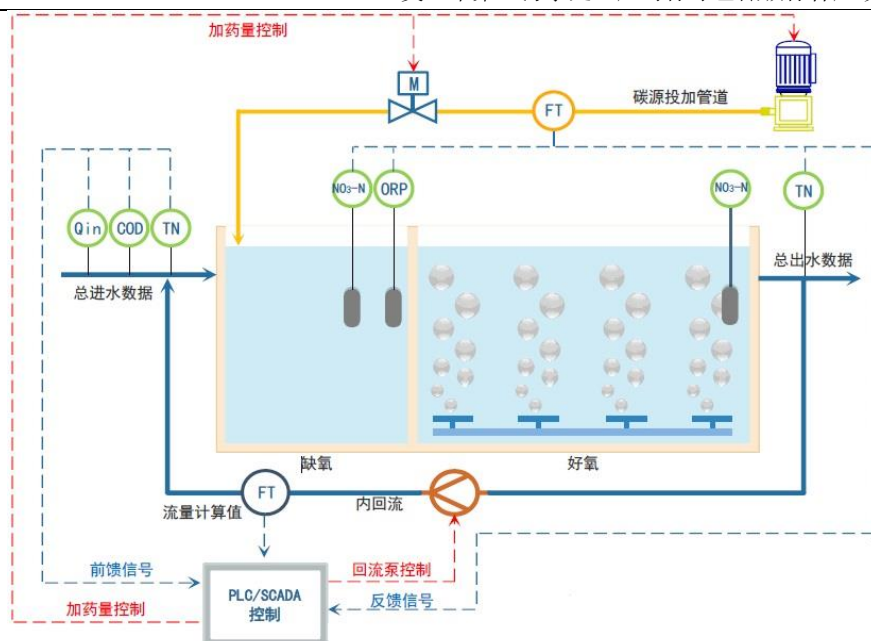 加药量控制
M
FT
碳源投加管道
NO₃-N
ORP
NO₃-N
TN
Qin
COD
TN
总进水数据
总出水数据
缺氧
好氧
FT
流量计算值
内回流
前馈信号
回流泵控制
PLC/SCADA
控制
反馈信号
加药量控制